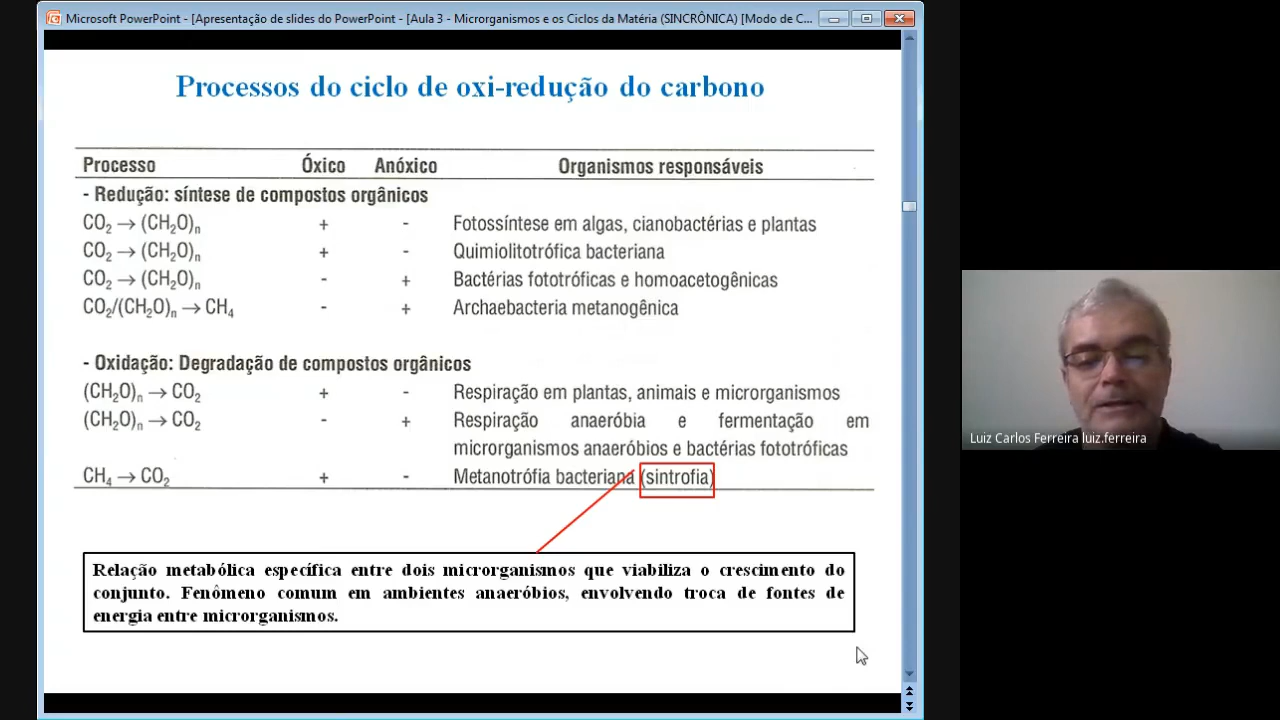 Microsoft PowerPoint - [Apresentação de slides do PowerPoint - [Aula 3 - Microrganismos e os Ciclos da Matéria (SINCRÔNICA) [Modo de C...
Processos do ciclo de oxi-redução do carbono
Processo Óxico Anóxico Organismos responsáveis
- Redução: síntese de compostos orgânicos
CO₂ → (CH₂O)ₙ + - Fotossíntese em algas, cianobactérias e plantas
CO₂ → (CH₂O)ₙ + - Quimiolitotrófica bacteriana
CO₂ → (CH₂O)ₙ - + Bactérias fototróficas e homoacetogênicas
CO₂/(CH₂O)ₙ → CH₄ - + Archaebacteria metanogênica
- Oxidação: Degradação de compostos orgânicos
(CH₂O)ₙ → CO₂ + - Respiração em plantas, animais e microrganismos
(CH₂O)ₙ → CO₂ - + Respiração anaeróbia e fermentação em
microrganismos anaeróbios e bactérias fototróficas
CH₄ → CO₂ + - Metanotrófia bacteriana (sintrofia)
Relação metabólica específica entre dois microrganismos que viabiliza o crescimento do
conjunto. Fenômeno comum em ambientes anaeróbios, envolvendo troca de fontes de
energia entre microrganismos.
Luiz Carlos Ferreira luiz.ferreira